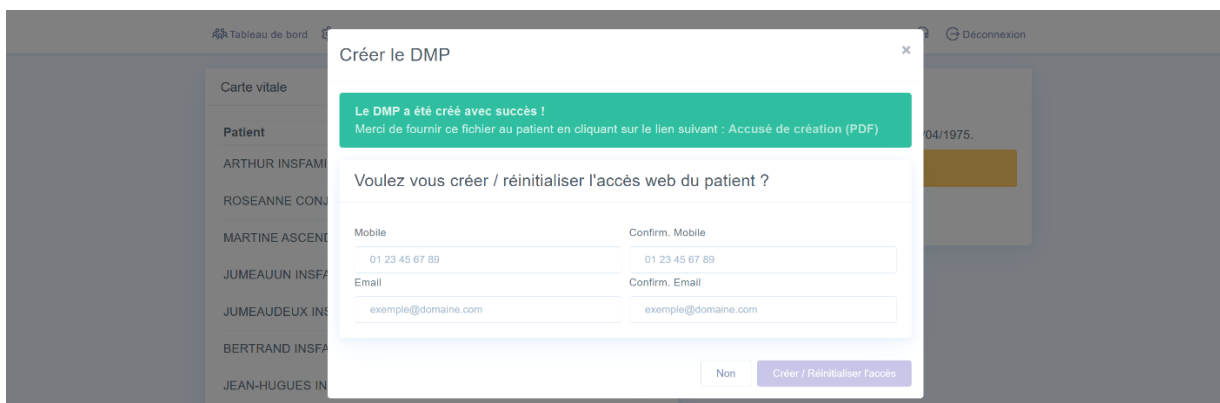 Tableau de bord
Déconnexion
Créer le DMP
×
Carte vitale
Le DMP a été créé avec succès !
Merci de fournir ce fichier au patient en cliquant sur le lien suivant : Accusé de création (PDF)
Patient
/04/1975.
ARTHUR INSFAMI
Voulez vous créer / réinitialiser l'accès web du patient ?
ROSEANNE CONJ
Mobile
Confirm. Mobile
MARTINE ASCEND
01 23 45 67 89
01 23 45 67 89
JUMEAUUN INSFA
Email
Confirm. Email
JUMEAUDEUX INS
exemple@domaine.com
exemple@domaine.com
BERTRAND INSFA
Non
Créer / Réinitialiser l'accès
JEAN-HUGUES IN